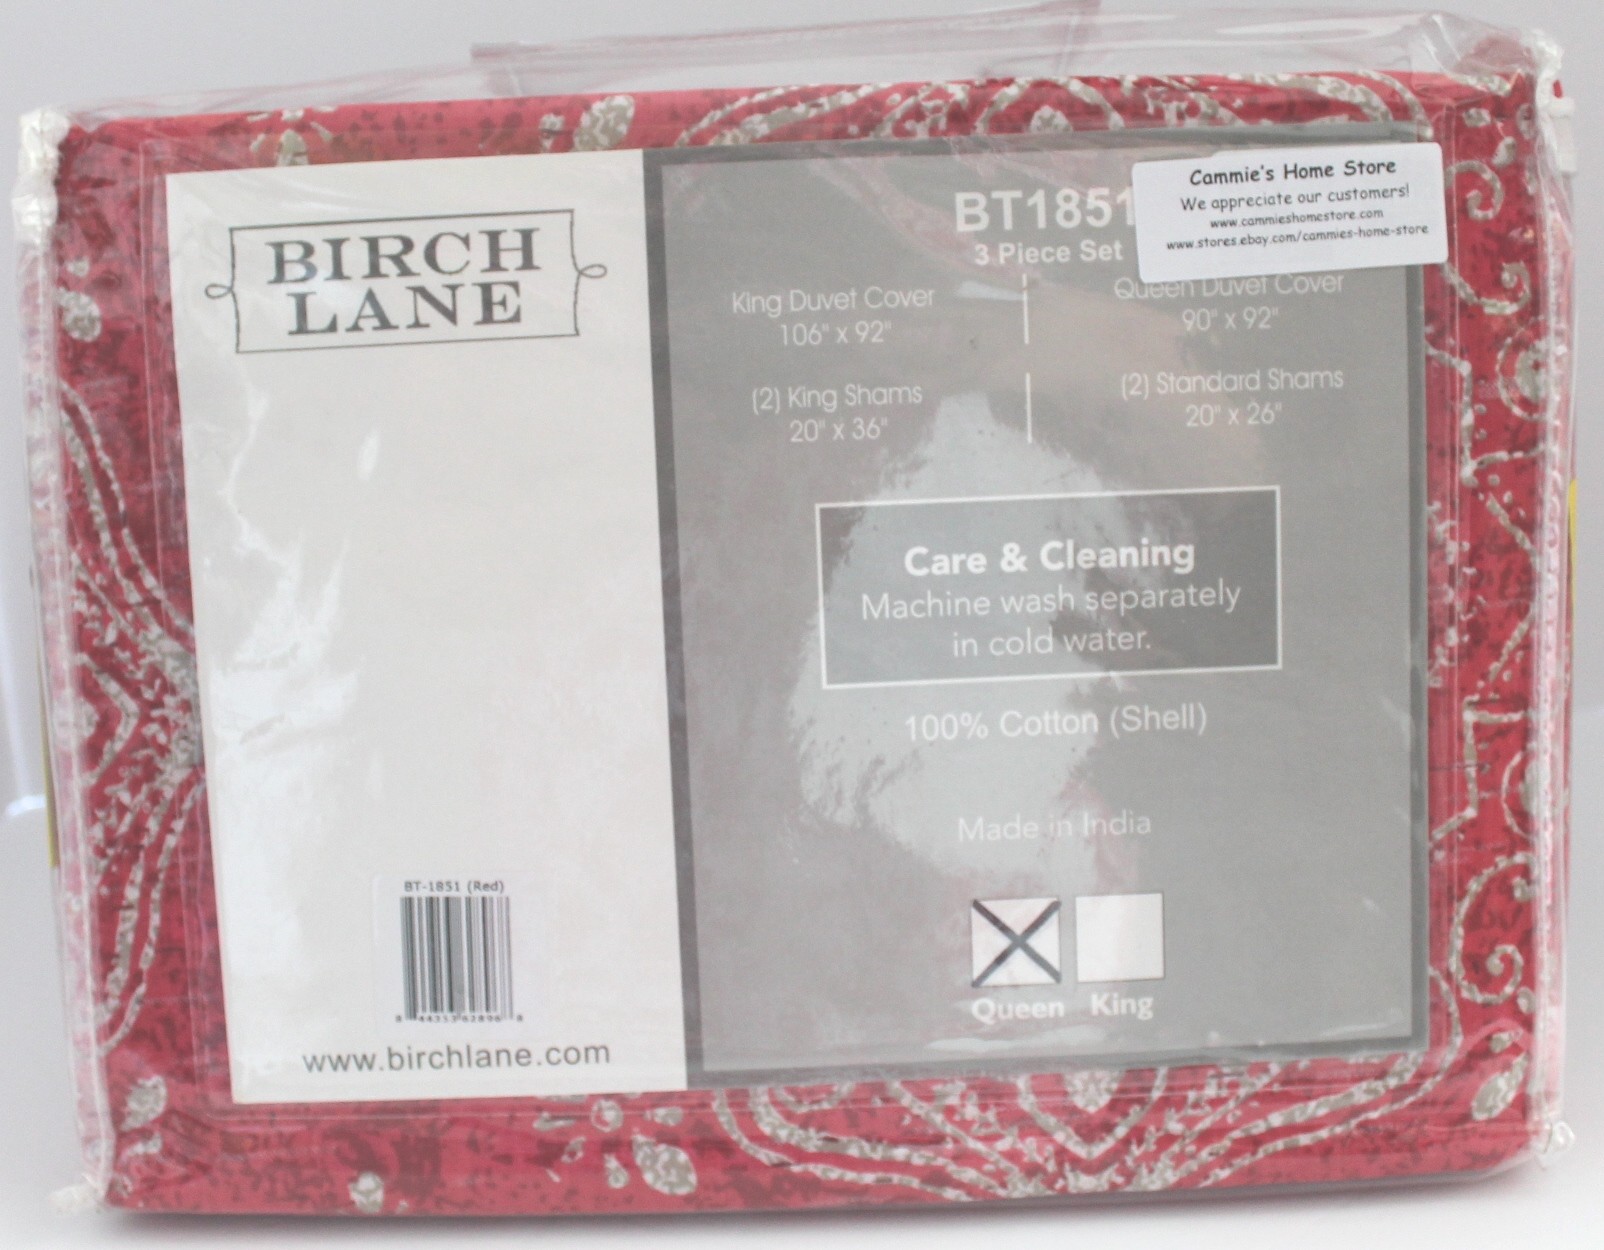 BIRCH
LANE
BT1851
3 Piece Set
Cammie's Home Store
We appreciate our customers!
www.cammieshomestore.com
www.stores.ebay.com/cammies-home-store
King Duvet Cover
106" x 92"
Queen Duvet Cover
90" x 92"
(2) King Shams
20" x 36"
(2) Standard Shams
20" x 26"
Care & Cleaning
Machine wash separately
in cold water.
100% Cotton (Shell)
Made in India
Queen King
BT-1851 (Red)
www.birchlane.com